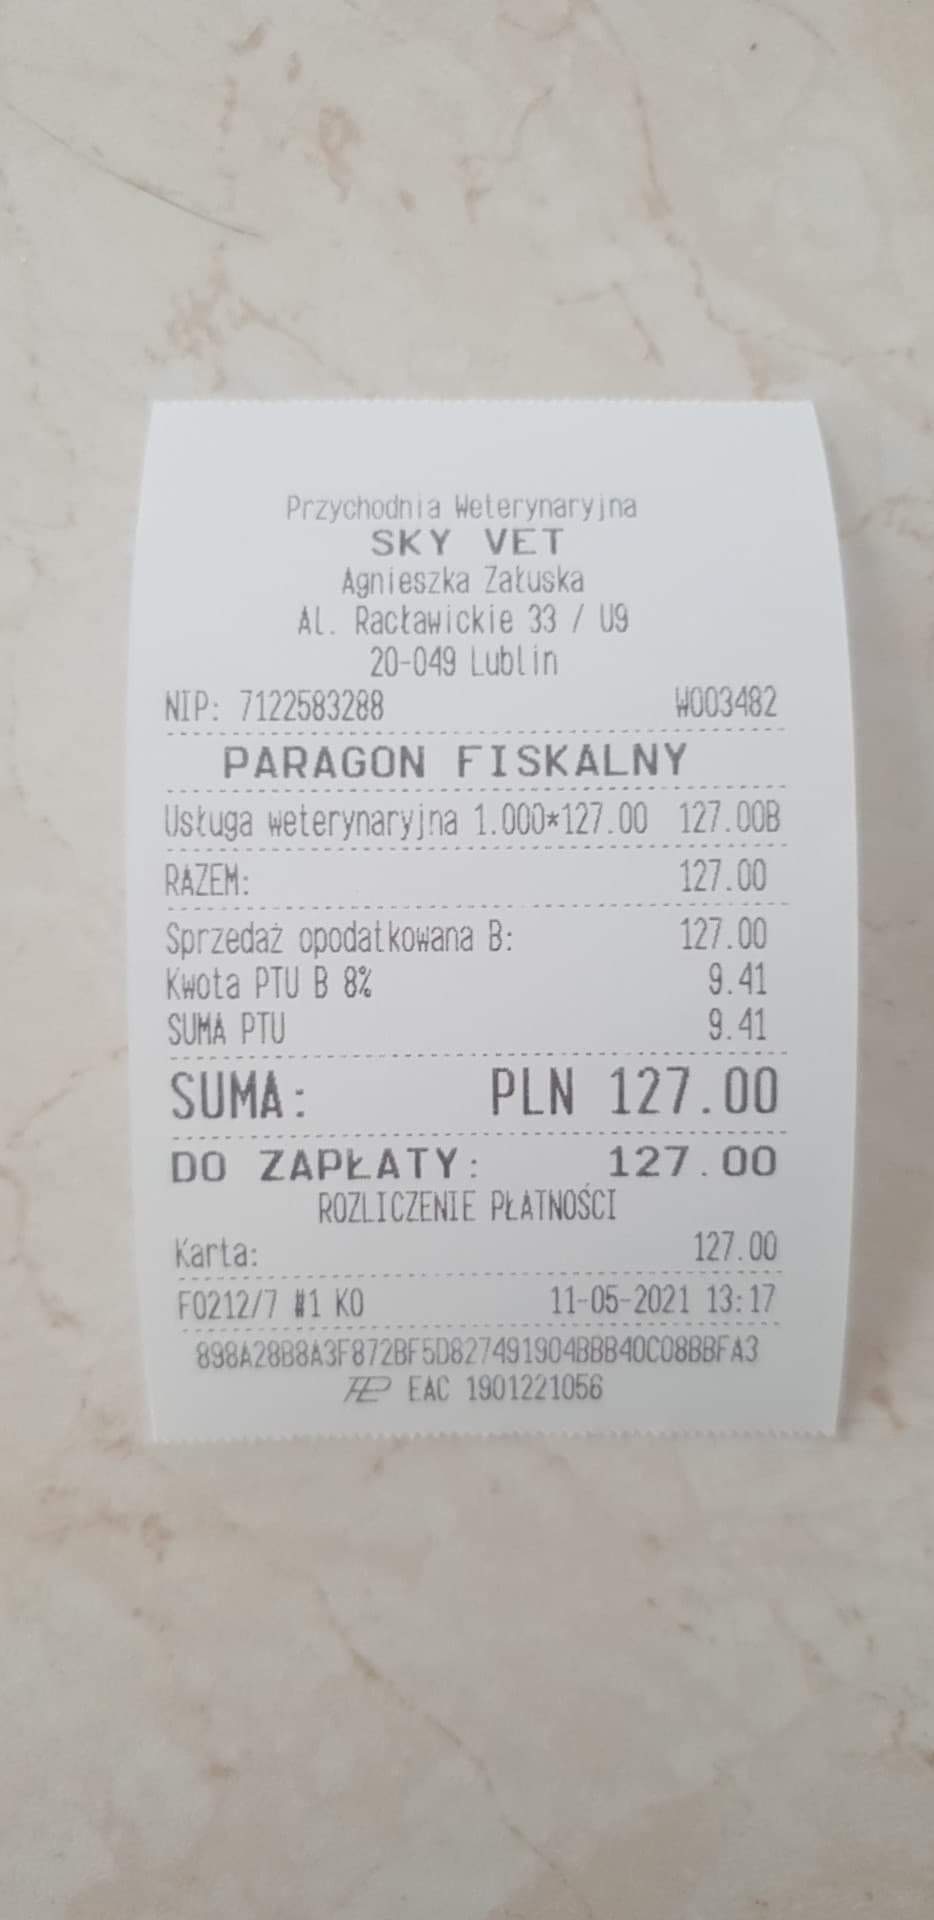 Przychodnia Weterynaryjna
SKY VET
Agnieszka Załuska
Al. Racławickie 33 / U9
20-049 Lublin
NIP: 7122583288 W003482
PARAGON FISKALNY
Usługa weterynaryjna 1.000*127.00 127.00B
RAZEM: 127.00
Sprzedaż opodatkowana B: 127.00
Kwota PTU B 8% 9.41
SUMA PTU 9.41
SUMA: PLN 127.00
DO ZAPŁATY: 127.00
ROZLICZENIE PŁATNOŚCI
Karta: 127.00
F0212/7 #1 KO 11-05-2021 13:17
898A28B8A3F872BF5D827491904BBB40C08BBFA3
EAC 1901221056